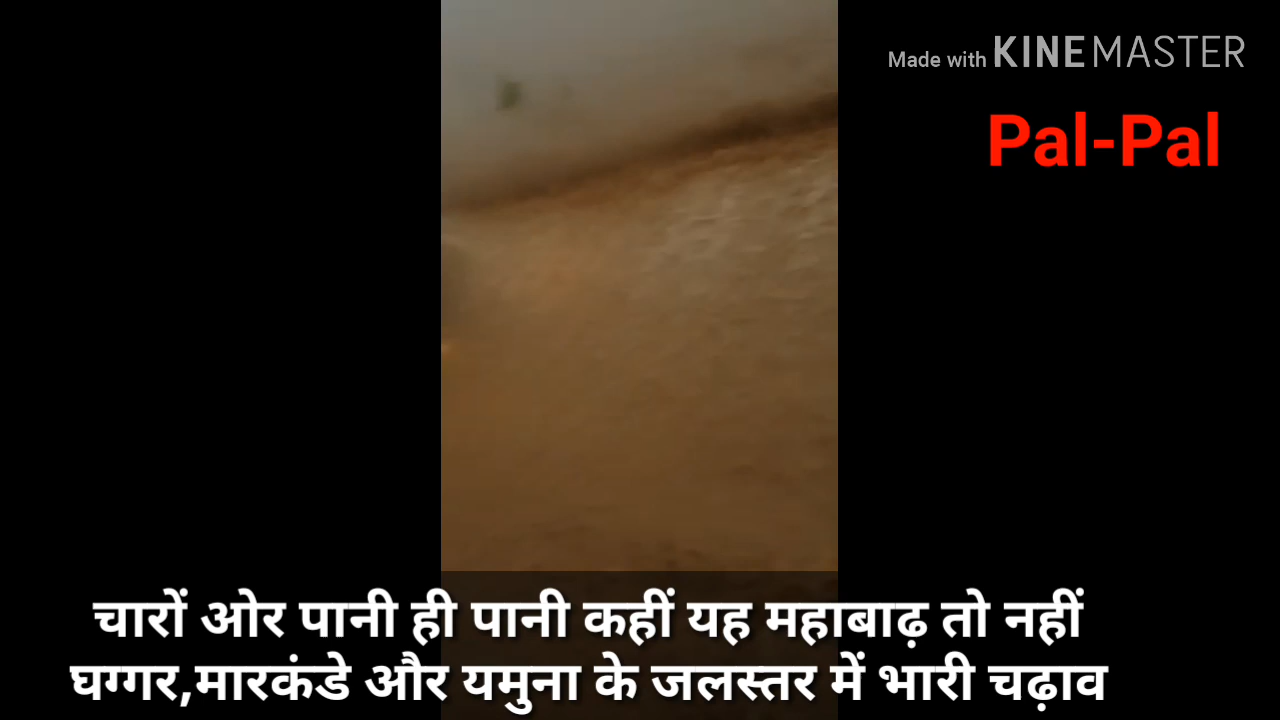 Made with KINEMASTER
Pal-Pal
चारों ओर पानी ही पानी कहीं यह महाबाढ़ तो नहीं
घग्गर,मारकंडे और यमुना के जलस्तर में भारी चढ़ाव